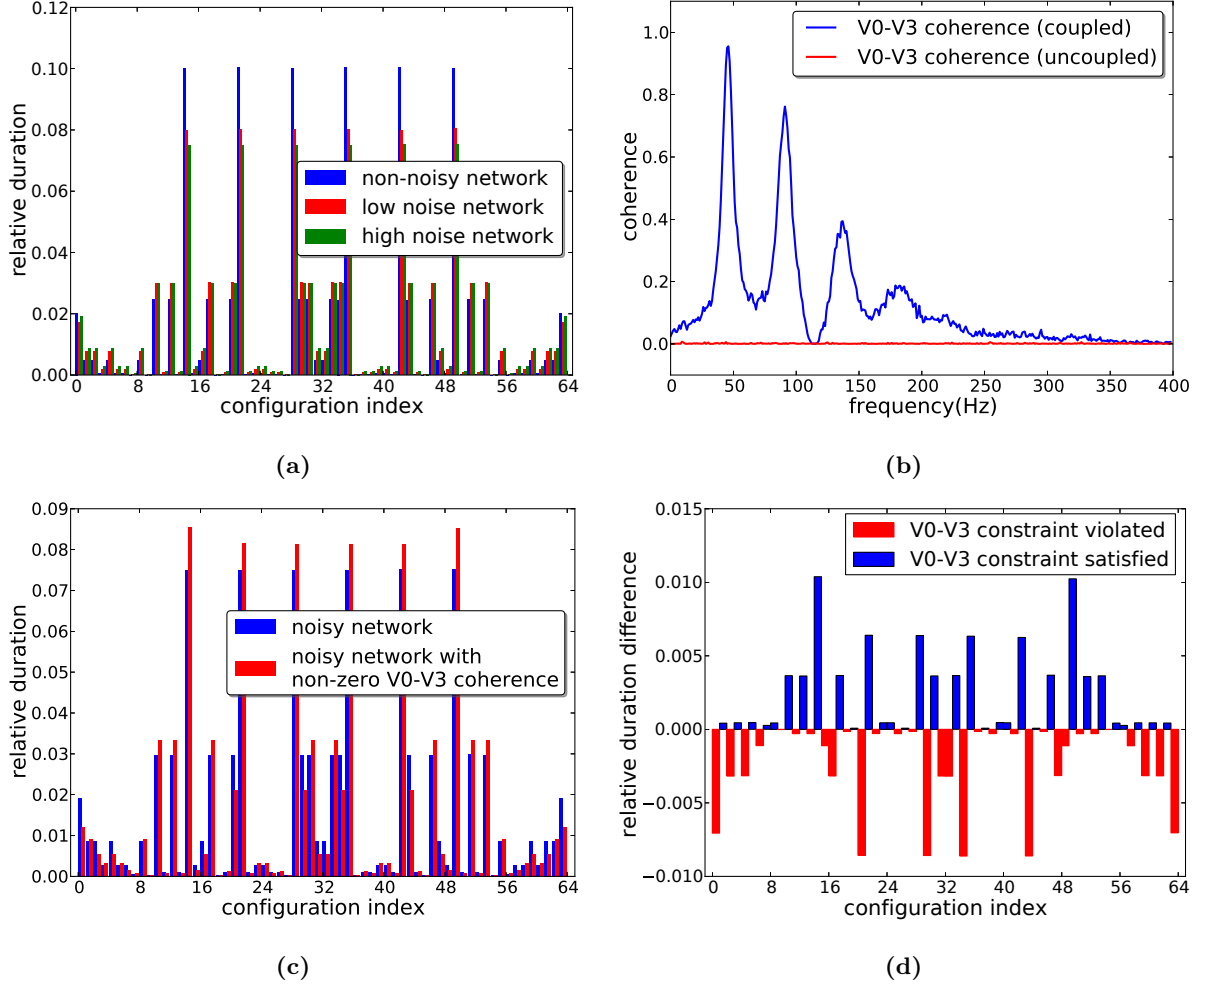 0.12
0.10
0.08
0.06
0.04
0.02
0.00
relative duration
non-noisy network
low noise network
high noise network
0 8 16 24 32 40 48 56 64
configuration index
(a)
1.0
0.8
0.6
0.4
0.2
0.0
coherence
V0-V3 coherence (coupled)
V0-V3 coherence (uncoupled)
0 50 100 150 200 250 300 350 400
frequency(Hz)
(b)
0.09
0.08
0.07
0.06
0.05
0.04
0.03
0.02
0.01
0.00
relative duration
noisy network
noisy network with
non-zero V0-V3 coherence
0 8 16 24 32 40 48 56 64
configuration index
(c)
0.015
0.010
0.005
0.000
−0.005
−0.010
relative duration difference
V0-V3 constraint violated
V0-V3 constraint satisfied
0 8 16 24 32 40 48 56 64
configuration index
(d)